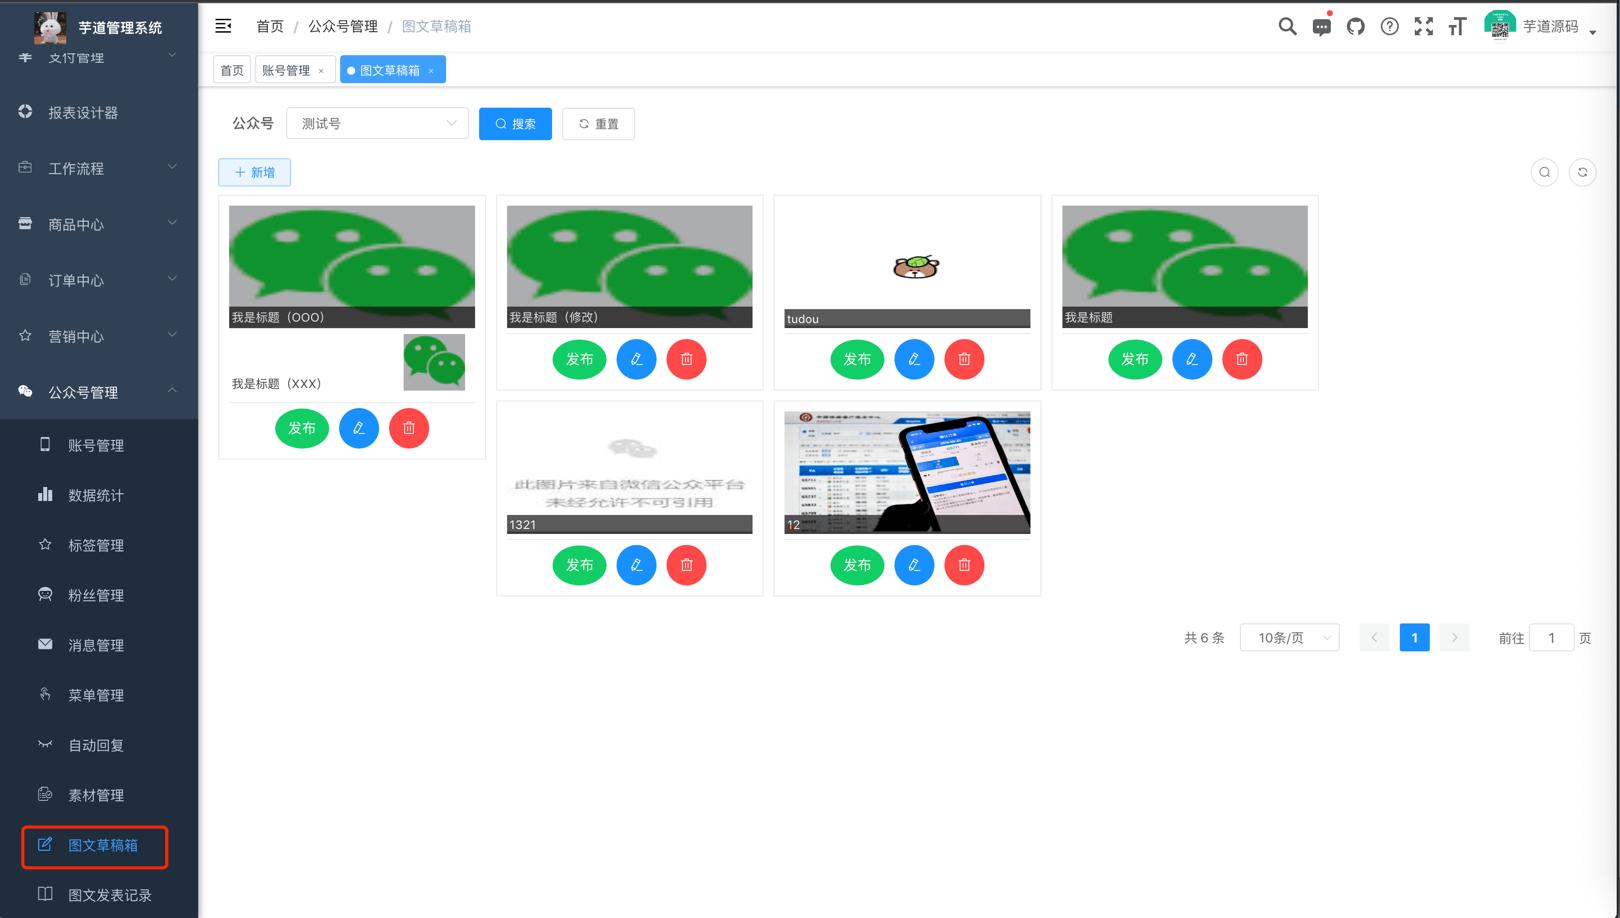 芋道管理系统
支付管理
报表设计器
工作流程
商品中心
订单中心
营销中心
公众号管理
账号管理
数据统计
标签管理
粉丝管理
消息管理
菜单管理
自动回复
素材管理
图文草稿箱
图文发表记录
首页 / 公众号管理 / 图文草稿箱
芋道源码
首页 账号管理 × 图文草稿箱 ×
公众号 测试号 搜索 重置
+ 新增
我是标题（OOO）
我是标题（XXX）
发布
我是标题（修改）
发布
tudou
发布
我是标题
发布
此图片来自微信公众平台
未经允许不可引用
1321
发布
12
发布
共 6 条 10条/页 < 1 > 前往 1 页